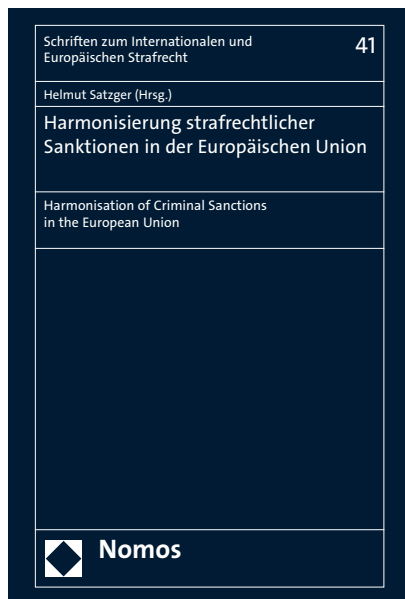 Schriften zum Internationalen und
Europäischen Strafrecht
41
Helmut Satzger (Hrsg.)
Harmonisierung strafrechtlicher
Sanktionen in der Europäischen Union
Harmonisation of Criminal Sanctions
in the European Union
Nomos